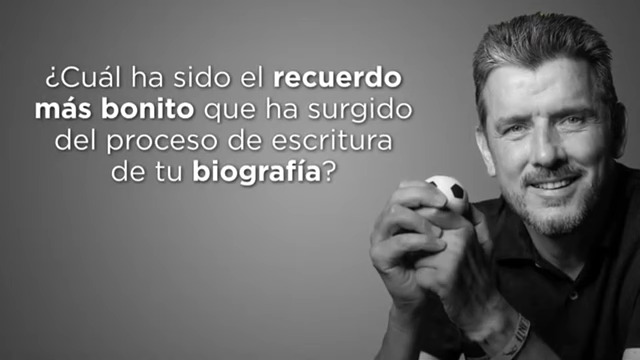 ¿Cuál ha sido el recuerdo
más bonito que ha surgido
del proceso de escritura
de tu biografía?